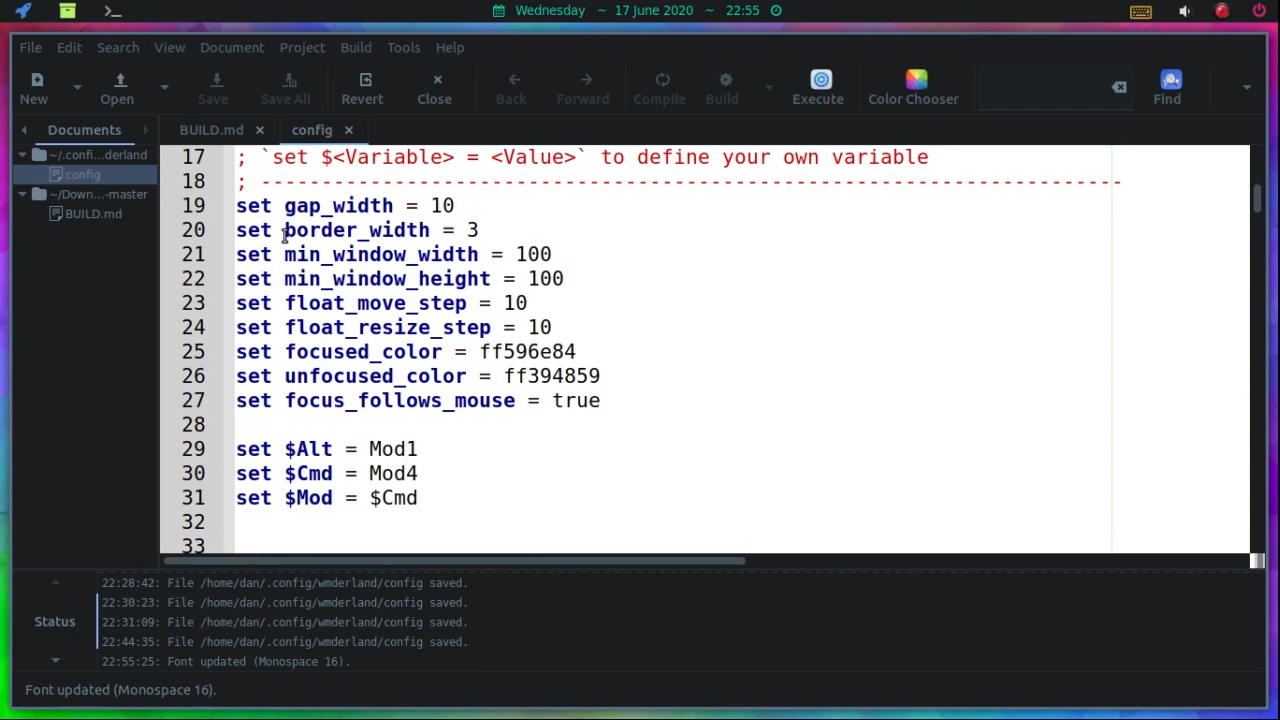 Wednesday ~ 17 June 2020 ~ 22:55
File Edit Search View Document Project Build Tools Help
New Open Save Save All Revert Close Back Forward Compile Build Execute Color Chooser Find
Documents
BUILD.md
config
~/.confi...derland
config
~/Down...-master
BUILD.md
17 ; `set $<Variable> = <Value>` to define your own variable
18 ; -----------------------------------------------------------------------
19 set gap_width = 10
20 set border_width = 3
21 set min_window_width = 100
22 set min_window_height = 100
23 set float_move_step = 10
24 set float_resize_step = 10
25 set focused_color = ff596e84
26 set unfocused_color = ff394859
27 set focus_follows_mouse = true
28
29 set $Alt = Mod1
30 set $Cmd = Mod4
31 set $Mod = $Cmd
32
33
Status
22:28:42: File /home/dan/.config/wmderland/config saved.
22:30:23: File /home/dan/.config/wmderland/config saved.
22:31:09: File /home/dan/.config/wmderland/config saved.
22:44:35: File /home/dan/.config/wmderland/config saved.
22:55:25: Font updated (Monospace 16).
Font updated (Monospace 16).